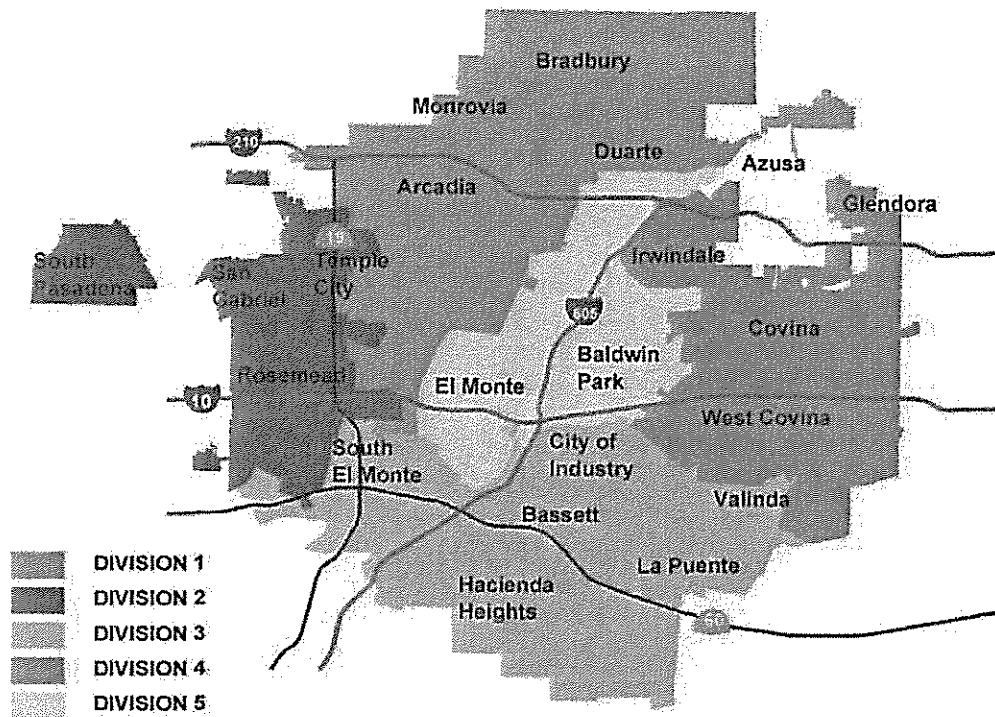 Bradbury
Monrovia
210
Duarte
Azusa
Arcadia
Glendora
19
South
Pasadena
San
Gabriel
Temple
City
Irwindale
605
Covina
Rosemead
Baldwin
Park
El Monte
10
West Covina
South
El Monte
City of
Industry
Valinda
Bassett
La Puente
Hacienda
Heights
60
DIVISION 1
DIVISION 2
DIVISION 3
DIVISION 4
DIVISION 5